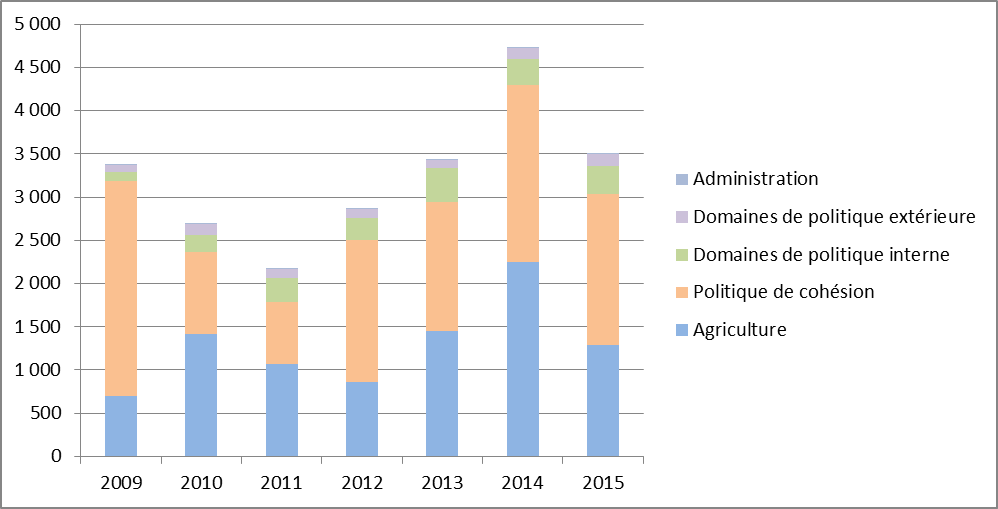 5 000
4 500
4 000
3 500
3 000
2 500
2 000
1 500
1 000
500
0
2009 2010 2011 2012 2013 2014 2015
Administration
Domaines de politique extérieure
Domaines de politique interne
Politique de cohésion
Agriculture